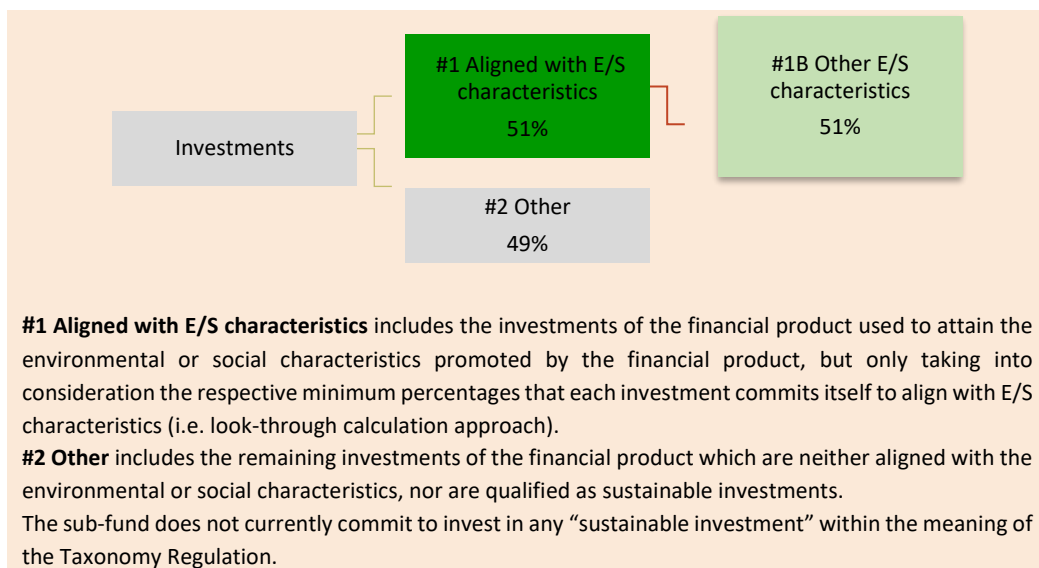 #1 Aligned with E/S
characteristics
51%
#1B Other E/S
characteristics
51%
Investments
#2 Other
49%
#1 Aligned with E/S characteristics includes the investments of the financial product used to attain the
environmental or social characteristics promoted by the financial product, but only taking into
consideration the respective minimum percentages that each investment commits itself to align with E/S
characteristics (i.e. look-through calculation approach).
#2 Other includes the remaining investments of the financial product which are neither aligned with the
environmental or social characteristics, nor are qualified as sustainable investments.
The sub-fund does not currently commit to invest in any “sustainable investment” within the meaning of
the Taxonomy Regulation.